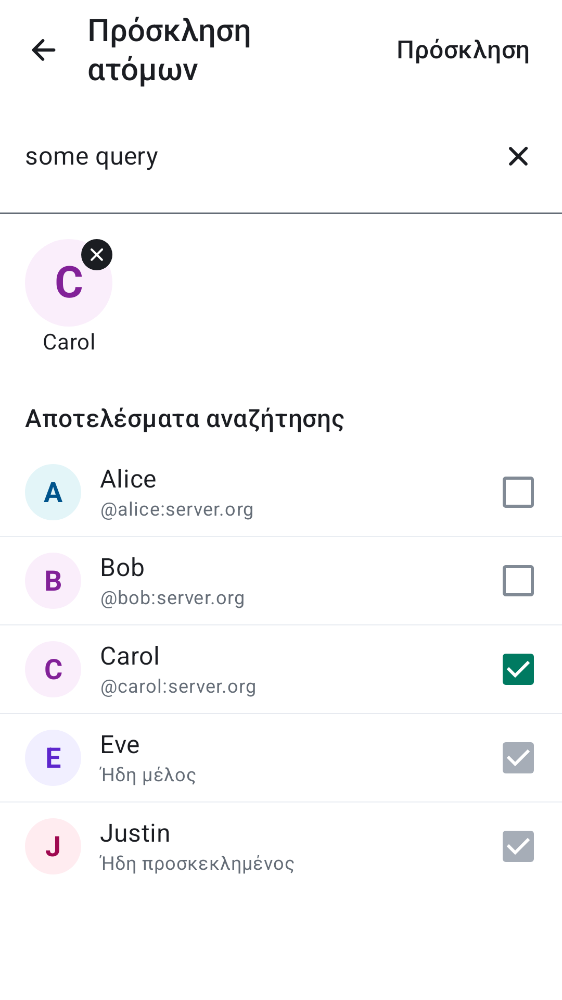 Πρόσκληση
ατόμων
Πρόσκληση
some query
C
Carol
Αποτελέσματα αναζήτησης
A
Alice
@alice:server.org
B
Bob
@bob:server.org
C
Carol
@carol:server.org
E
Eve
Ήδη μέλος
J
Justin
Ήδη προσκεκλημένος